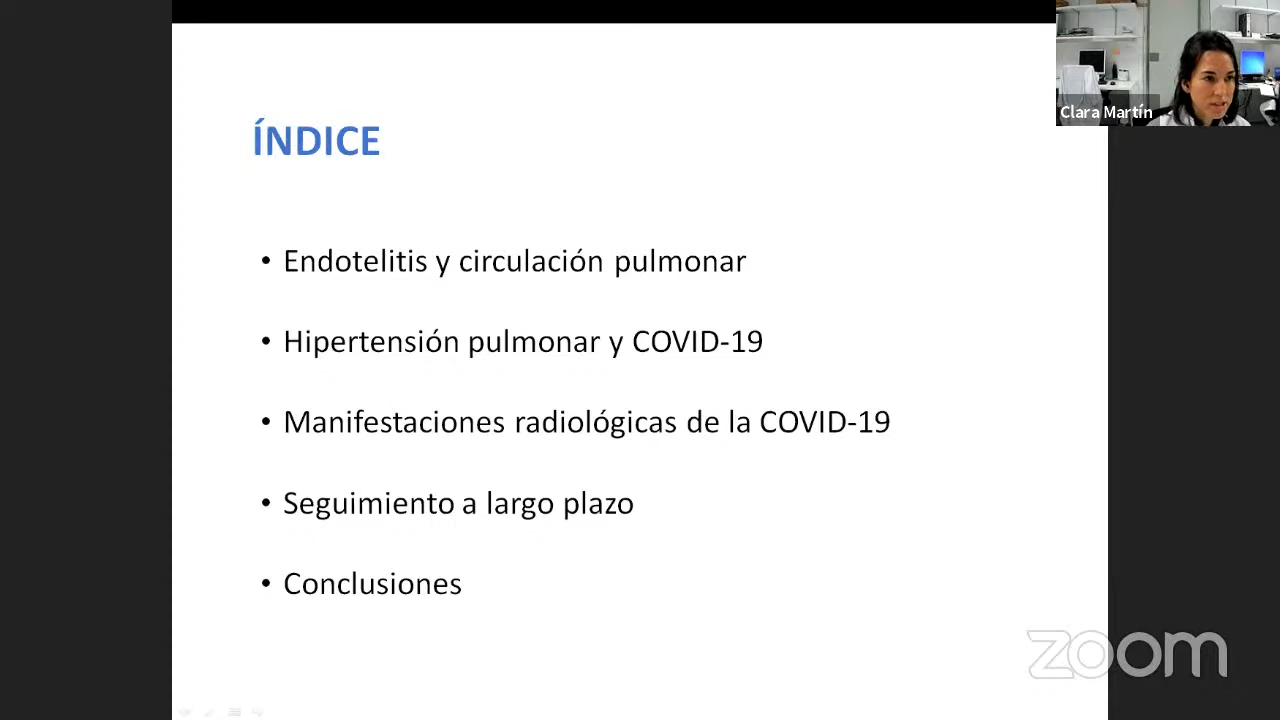 Clara Martín
ÍNDICE
• Endotelitis y circulación pulmonar
• Hipertensión pulmonar y COVID-19
• Manifestaciones radiológicas de la COVID-19
• Seguimiento a largo plazo
• Conclusiones
zoom